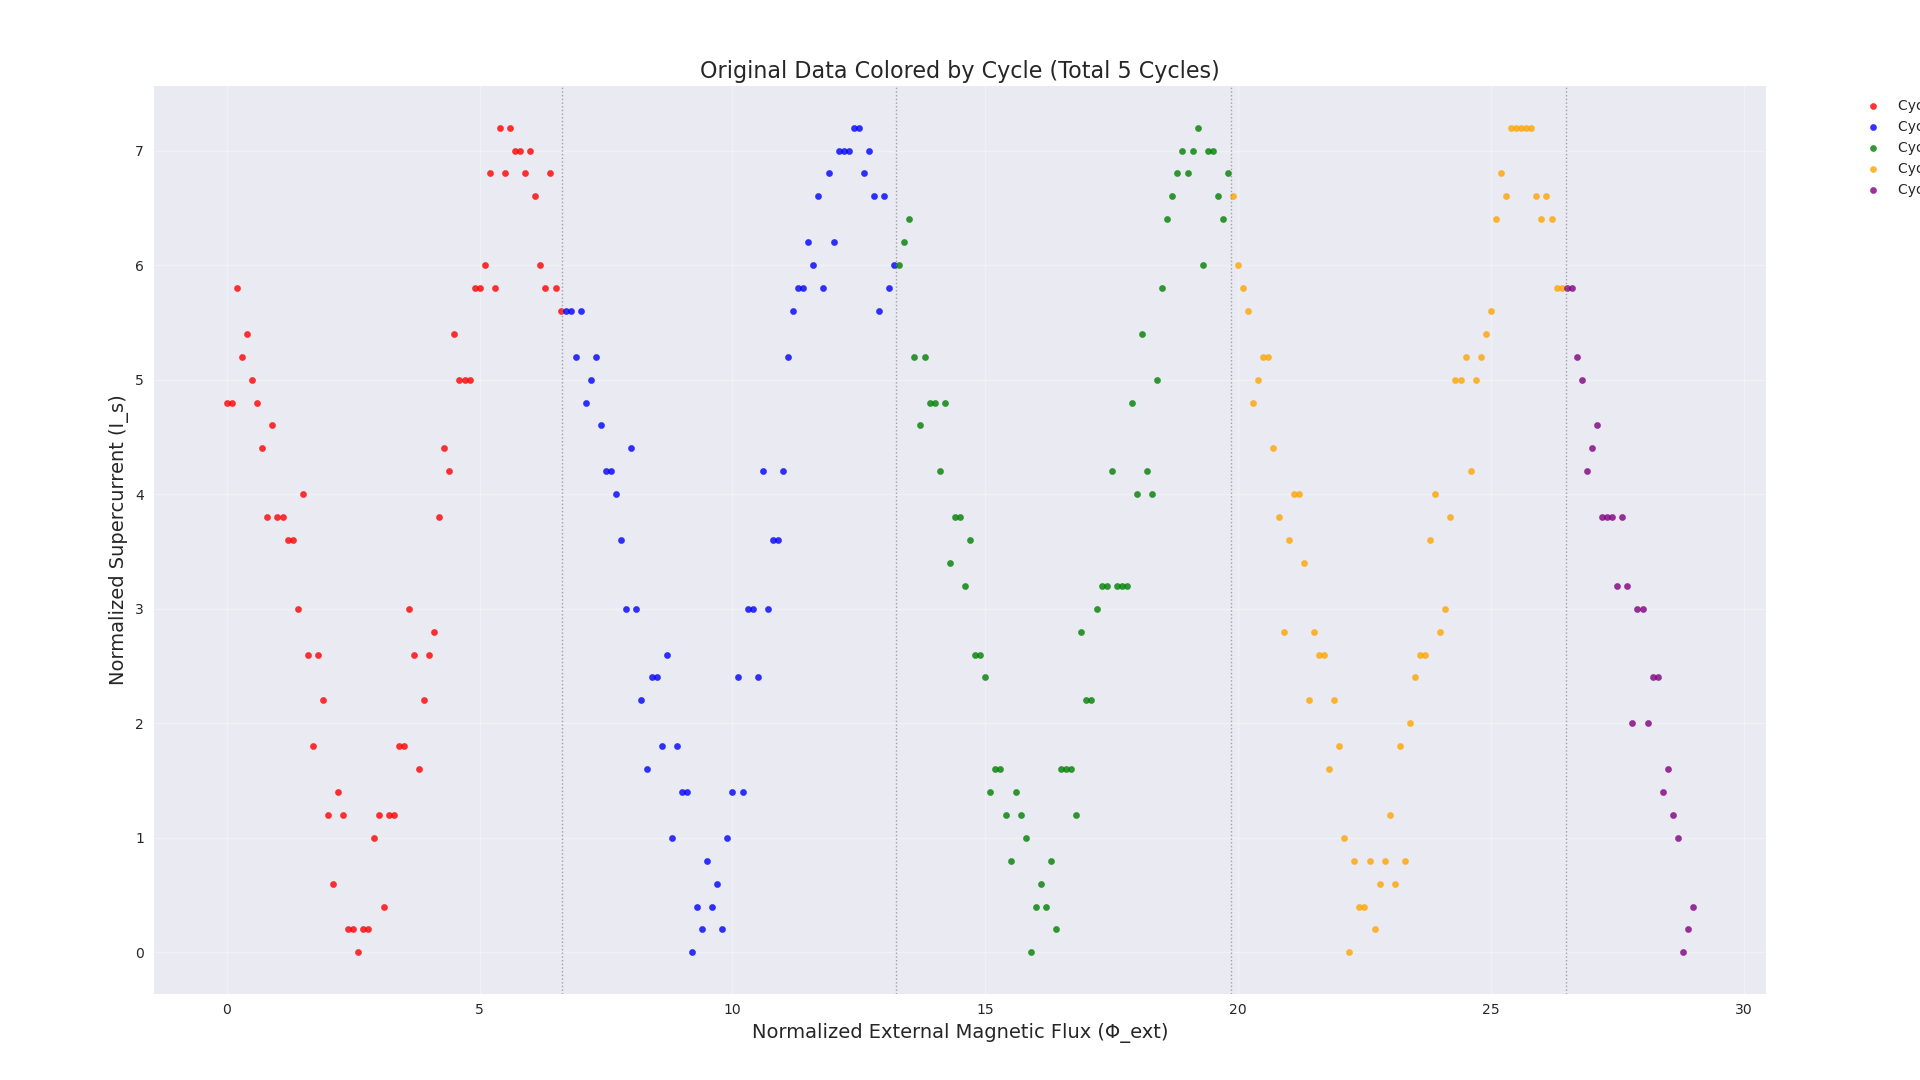 Original Data Colored by Cycle (Total 5 Cycles)
Cyc
Cyc
Cyc
Cyc
Cyc
Normalized Supercurrent (I_s)
7
6
5
4
3
2
1
0
0 5 10 15 20 25 30
Normalized External Magnetic Flux (Φ_ext)